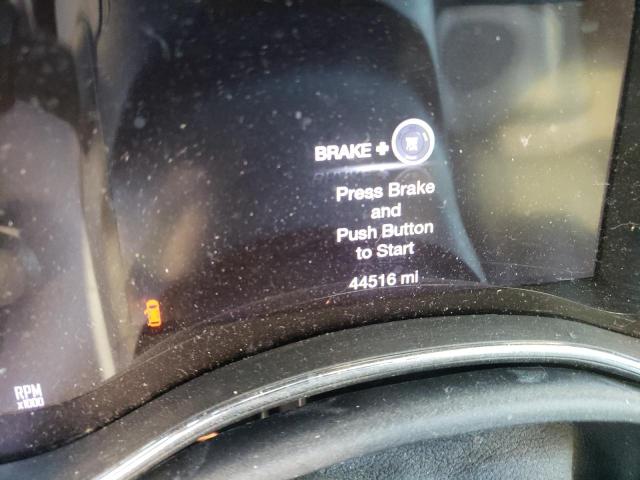 BRAKE +
Press Brake
and
Push Button
to Start
44516 mi
RPM
x1000